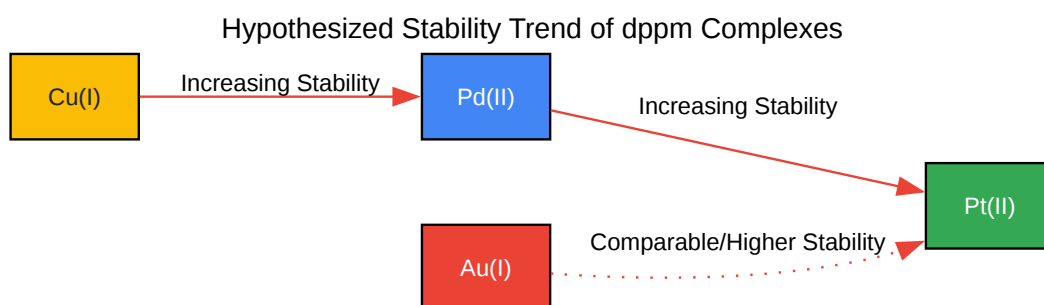 Hypothesized Stability Trend of dppm Complexes
Cu(I)
Increasing Stability
Pd(II)
Increasing Stability
Pt(II)
Au(I)
Comparable/Higher Stability